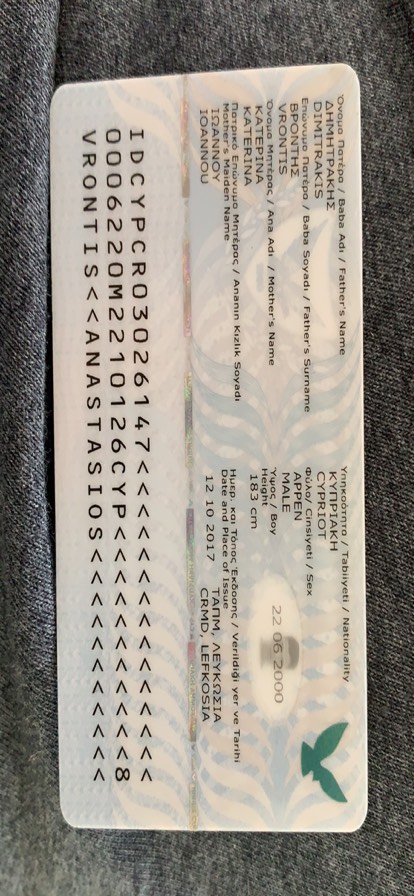 Όνομα Πατέρα / Baba Adı / Father's Name
ΔΗΜΗΤΡΑΚΗΣ
DIMITRAKIS
Επώνυμο Πατέρα / Baba Soyadı / Father's Surname
ΒΡΟΝΤΗΣ
VRONTIS
Όνομα Μητέρας / Ana Adı / Mother's Name
ΚΑΤΕΡΙΝΑ
KATERINA
Πατρικό Επώνυμο Μητέρας / Ananın Kızlık Soyadı
Mother's Maiden Name
ΙΩΑΝΝΟΥ
IOANNOU
Υπηκοότητα / Tabiiyeti / Nationality
ΚΥΠΡΙΑΚΗ
CYPRIOT
Φύλο / Cinsiyeti / Sex
ΑΡΡΕΝ
MALE
Ύψος / Boy
Height
183 cm
22 06 2000
Ημερ. και Τόπος Έκδοσης / Verildiği yer ve Tarihi
Date and Place of Issue
12 10 2017 ΤΑΠΜ, ΛΕΥΚΩΣΙΑ
CRMD, LEFKOSIA
IDCYPCR03026147<<<<<<<<<<<<<<<
0006220M2210126CYP<<<<<<<<<<<8
VRONTIS<<ANASTASIOS<<<<<<<<<<<